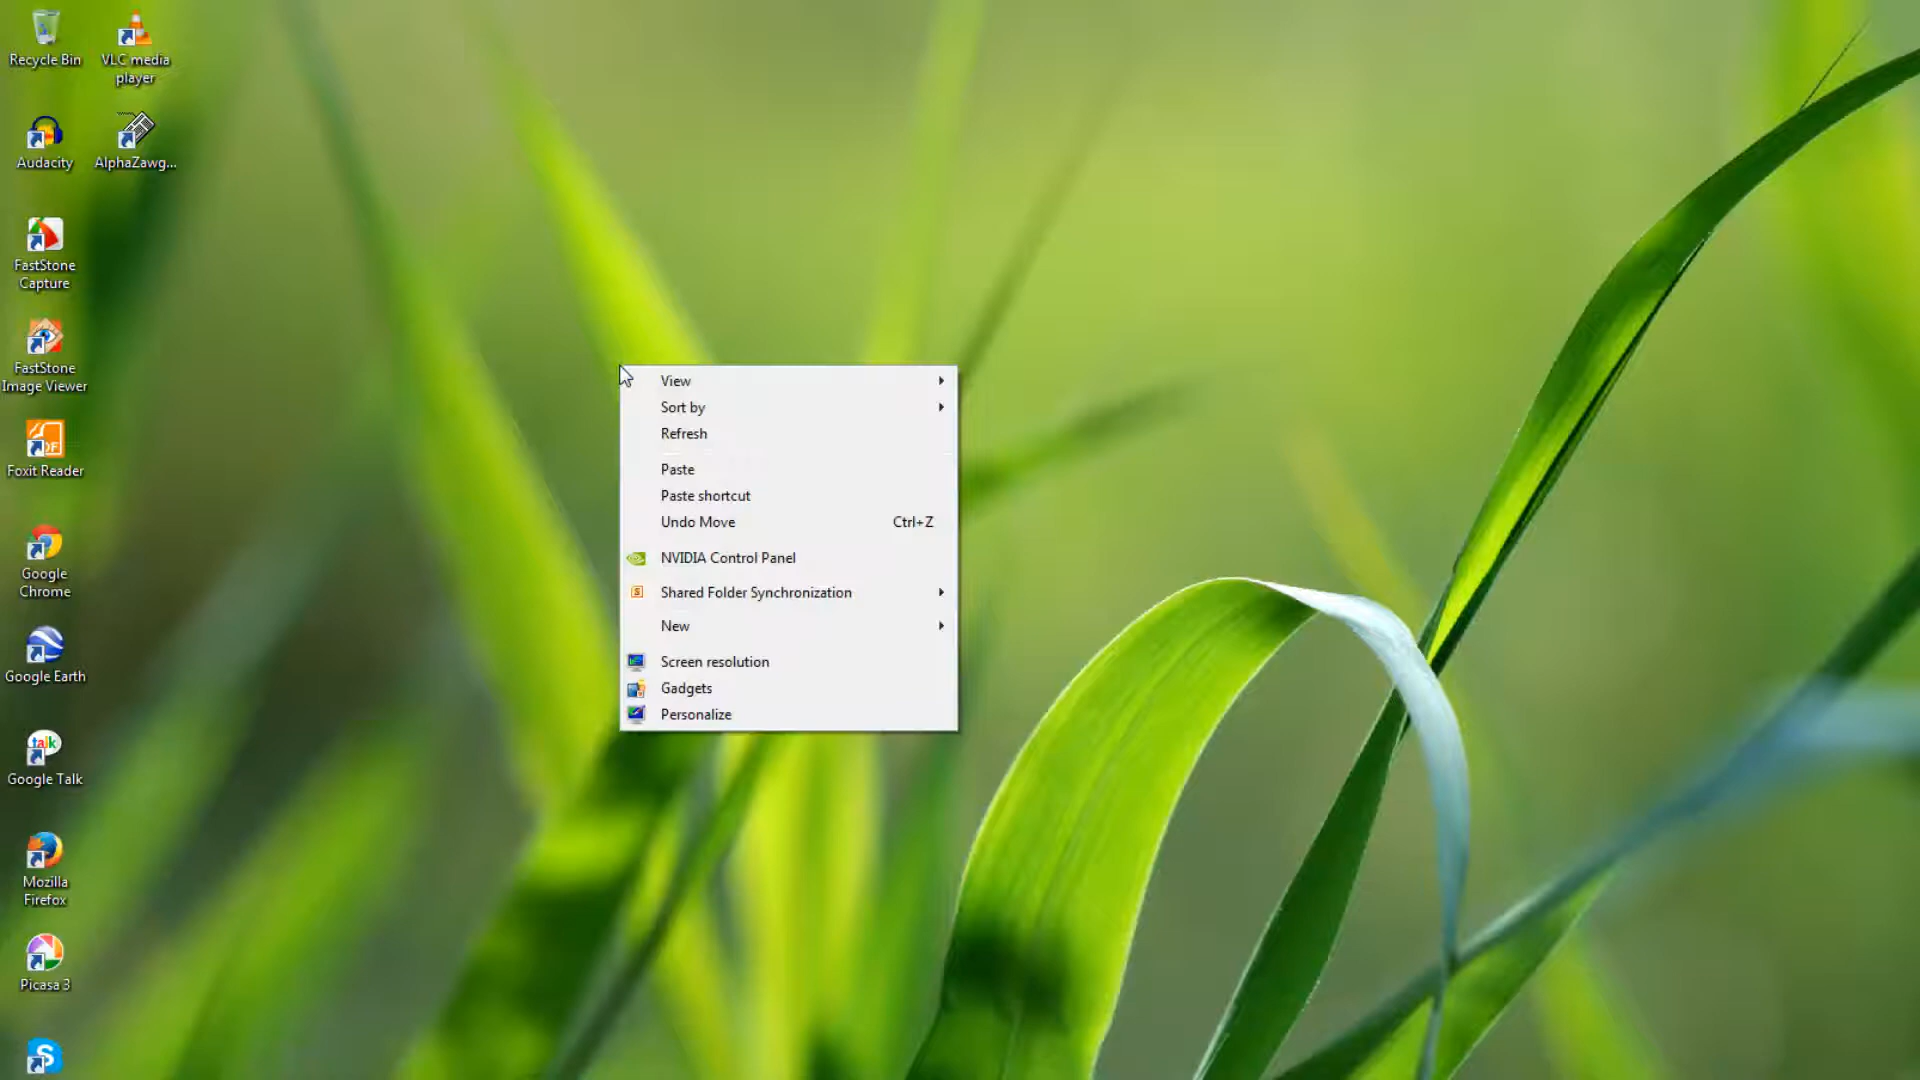 Recycle Bin
VLC media
player
Audacity
AlphaZawg...
FastStone
Capture
FastStone
Image Viewer
Foxit Reader
Google
Chrome
Google Earth
Google Talk
Mozilla
Firefox
Picasa 3
View
Sort by
Refresh
Paste
Paste shortcut
Undo Move Ctrl+Z
NVIDIA Control Panel
Shared Folder Synchronization
New
Screen resolution
Gadgets
Personalize